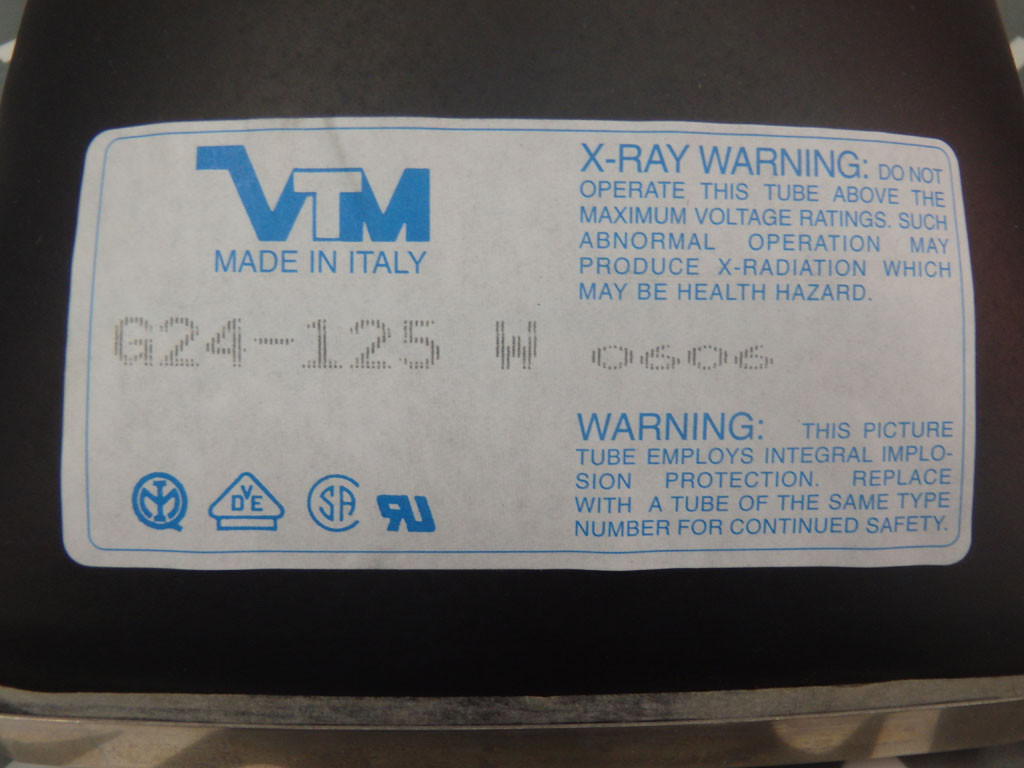 VTM
MADE IN ITALY
G24-125 W 0606
X-RAY WARNING: DO NOT
OPERATE THIS TUBE ABOVE THE
MAXIMUM VOLTAGE RATINGS. SUCH
ABNORMAL OPERATION MAY
PRODUCE X-RADIATION WHICH
MAY BE HEALTH HAZARD.
WARNING: THIS PICTURE
TUBE EMPLOYS INTEGRAL IMPLO-
SION PROTECTION. REPLACE
WITH A TUBE OF THE SAME TYPE
NUMBER FOR CONTINUED SAFETY.
VDE
SA